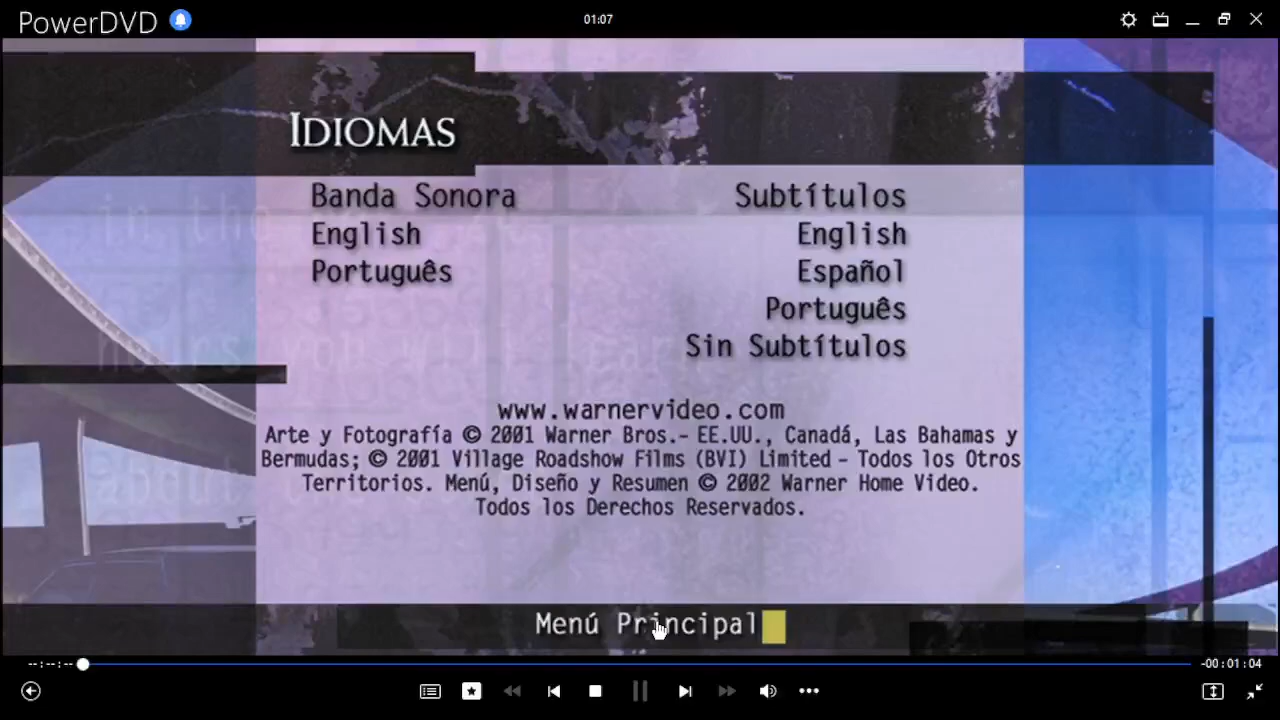 PowerDVD
01:07
IDIOMAS
Banda Sonora
Subtítulos
English
English
Português
Español
Português
Sin Subtítulos
www.warnervideo.com
Arte y Fotografía © 2001 Warner Bros.- EE.UU., Canadá, Las Bahamas y
Bermudas; © 2001 Village Roadshow Films (BVI) Limited - Todos los Otros
Territorios. Menú, Diseño y Resumen © 2002 Warner Home Video.
Todos los Derechos Reservados.
Menú Principal
--:--:--
-00:01:04